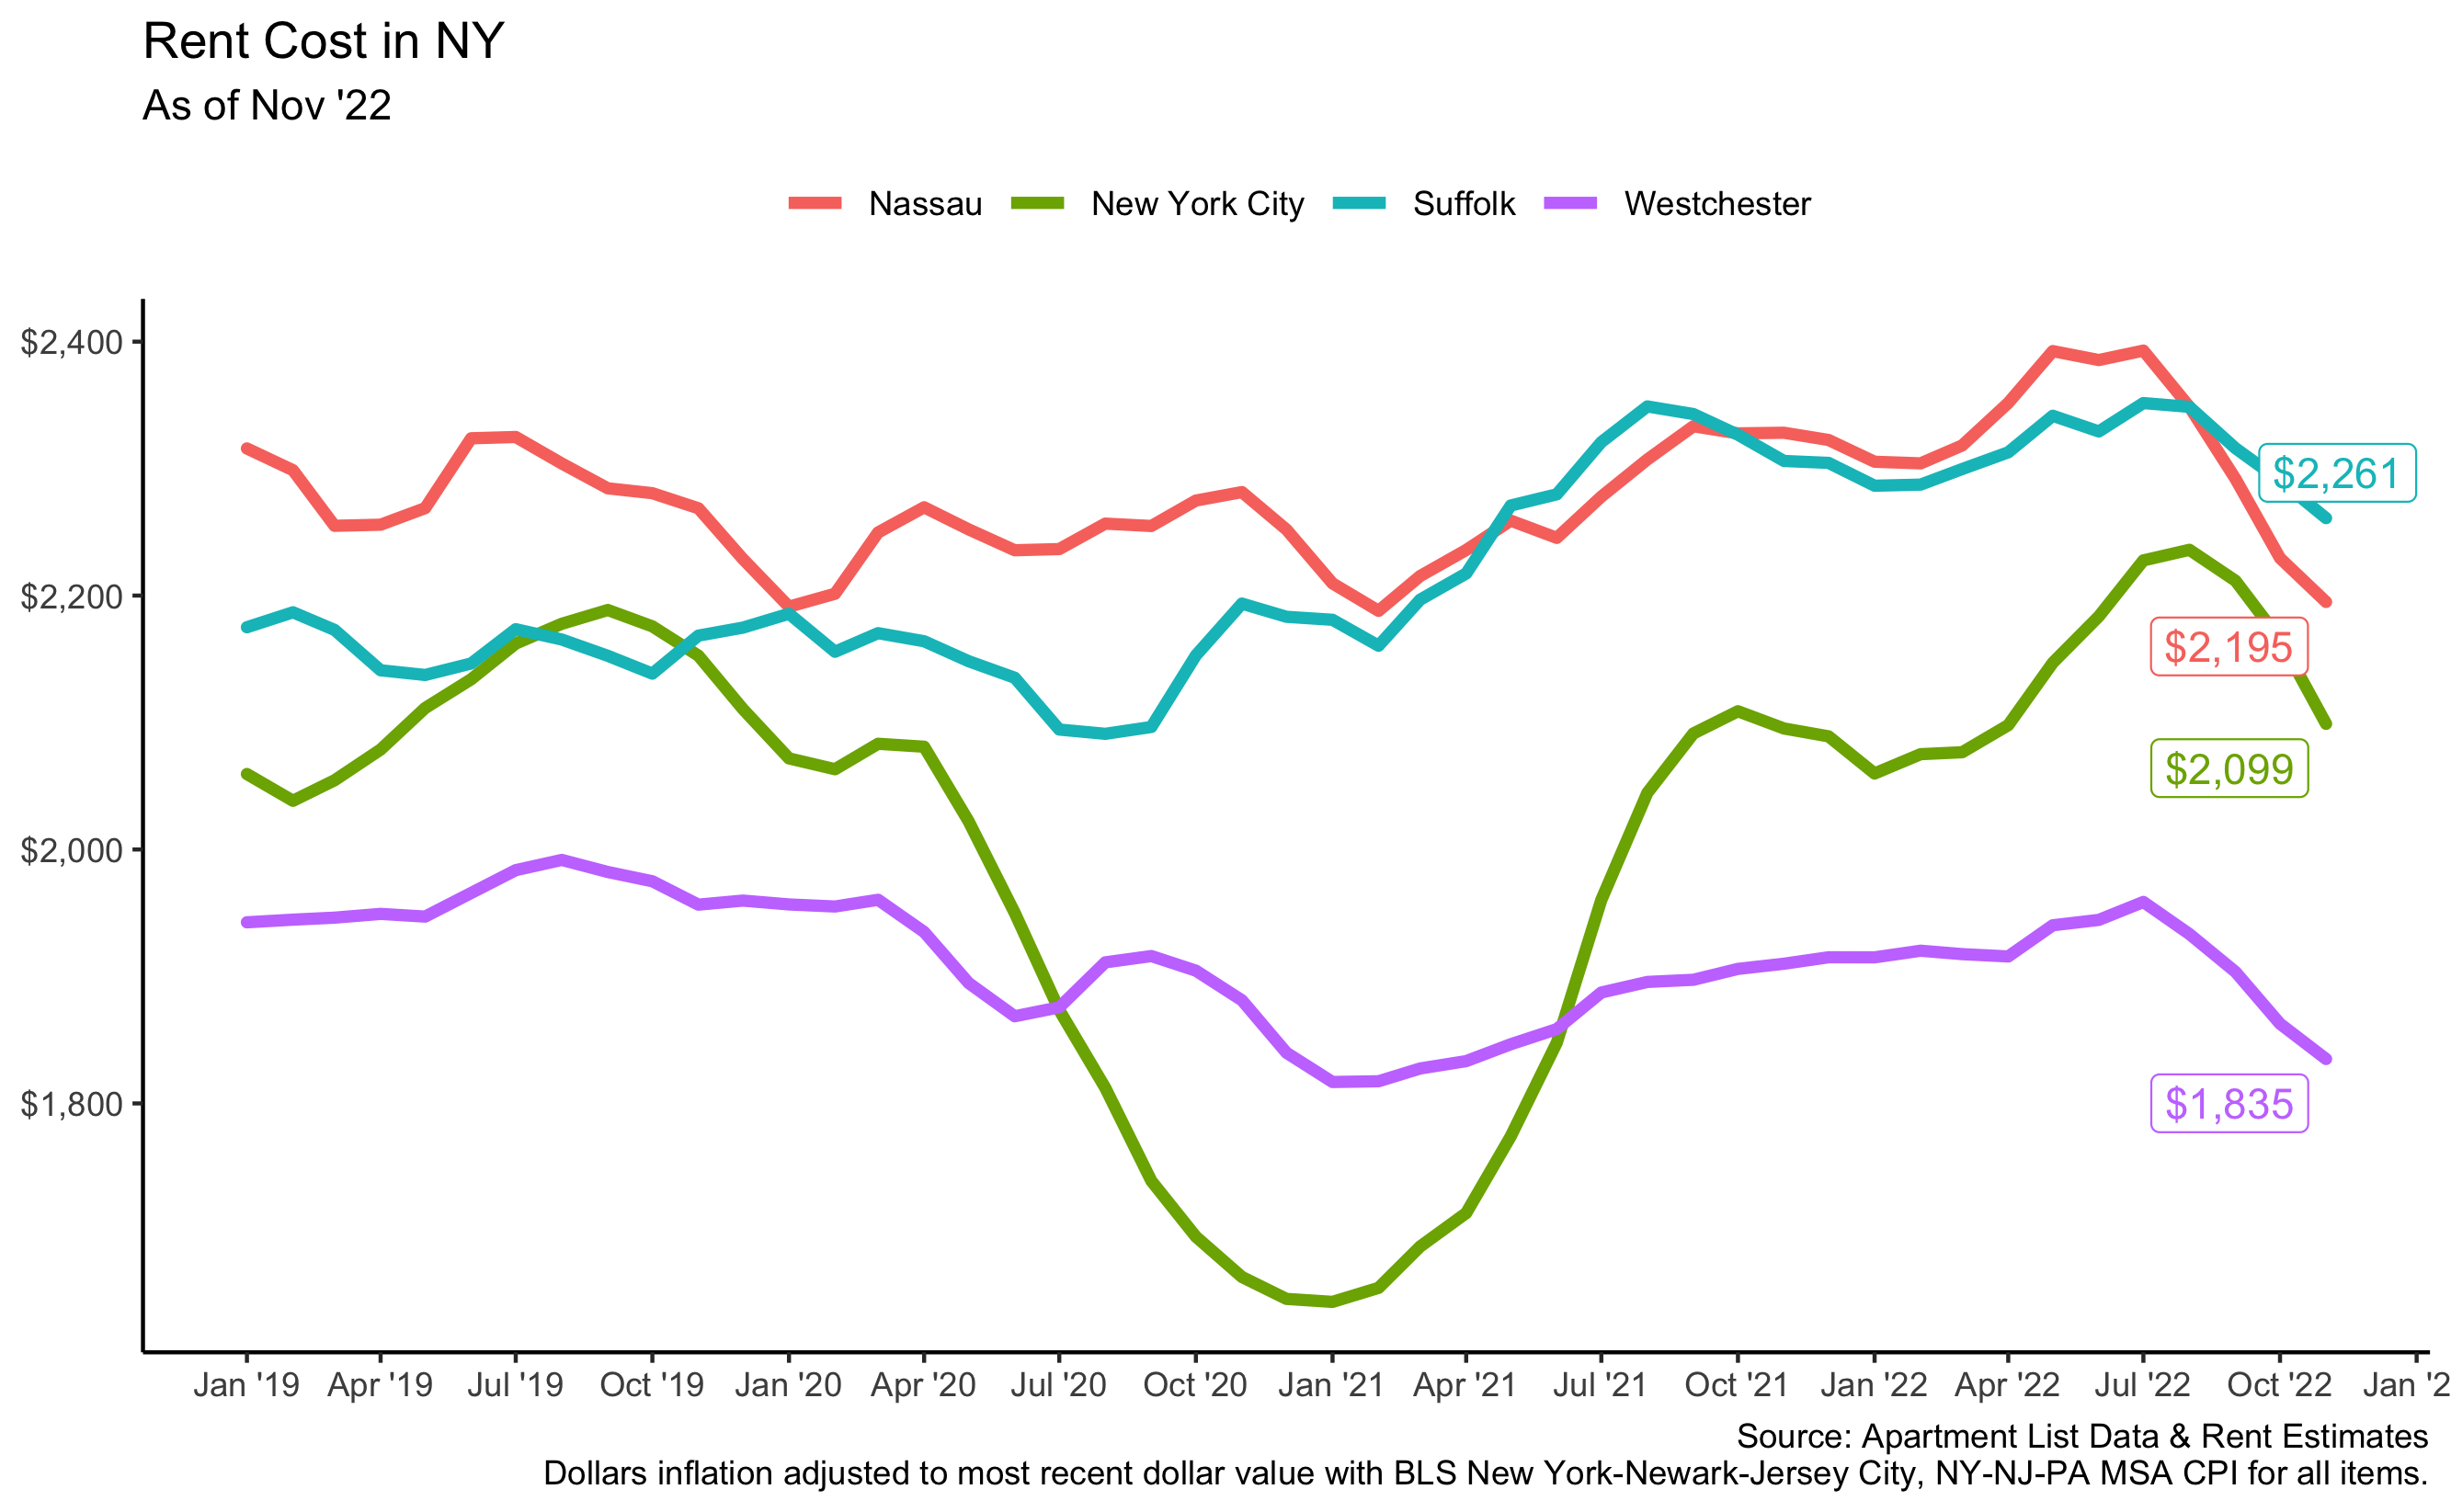 Rent Cost in NY
As of Nov '22
Nassau New York City Suffolk Westchester
$2,400
$2,200
$2,000
$1,800
$2,261
$2,195
$2,099
$1,835
Jan '19 Apr '19 Jul '19 Oct '19 Jan '20 Apr '20 Jul '20 Oct '20 Jan '21 Apr '21 Jul '21 Oct '21 Jan '22 Apr '22 Jul '22 Oct '22 Jan '2
Source: Apartment List Data & Rent Estimates
Dollars inflation adjusted to most recent dollar value with BLS New York-Newark-Jersey City, NY-NJ-PA MSA CPI for all items.